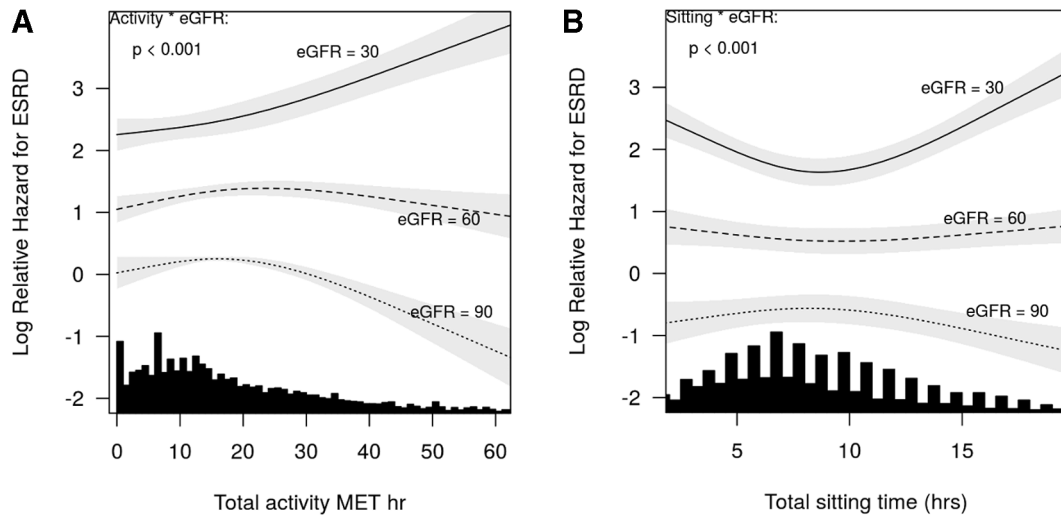 A
Activity * eGFR:
p < 0.001
eGFR = 30
eGFR = 60
eGFR = 90
Log Relative Hazard for ESRD
3
2
1
0
-1
-2
0 10 20 30 40 50 60
Total activity MET hr
B
Sitting * eGFR:
p < 0.001
eGFR = 30
eGFR = 60
eGFR = 90
Log Relative Hazard for ESRD
3
2
1
0
-1
-2
5 10 15
Total sitting time (hrs)